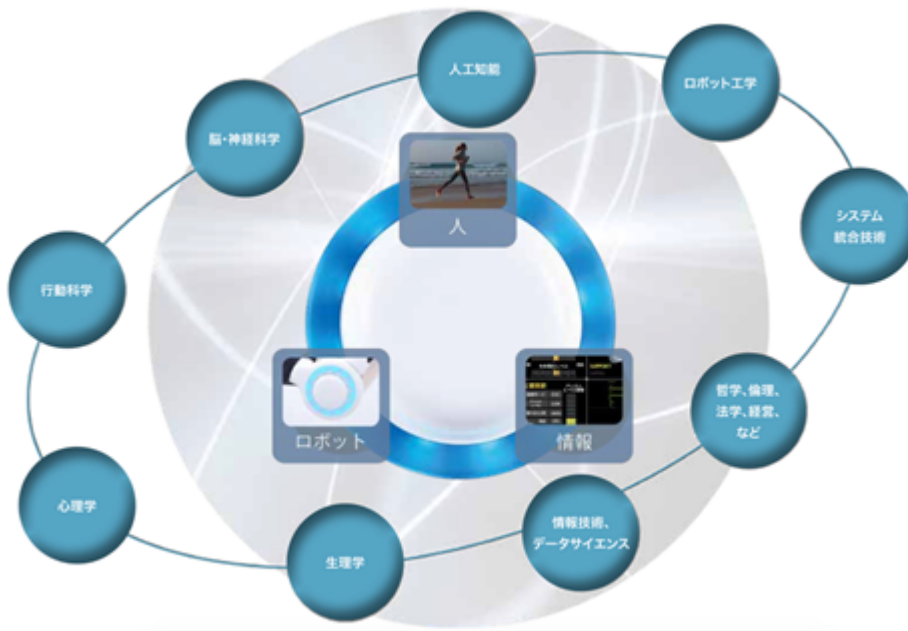 人工知能
ロボット工学
脳・神経科学
人
システム
統合技術
行動科学
哲学、倫理、
法学、経営、
など
ロボット
情報
心理学
情報技術、
データサイエンス
生理学